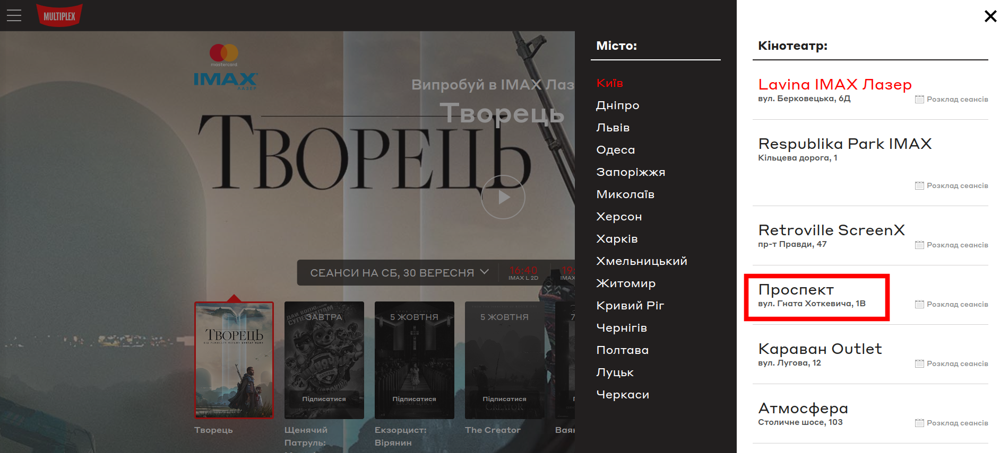 MULTIPLEX
mastercard
IMAX
ЛАЗЕР
Випробуй в IMAX Лаз
Творець
ТВОРЕЦЬ
СЕАНСИ НА СБ, 30 ВЕРЕСНЯ
16:40
IMAX L 2D
19:
IMAX
ТВОРЕЦЬ
ЗАВТРА
5 ЖОВТНЯ
5 ЖОВТНЯ
7
Підписатися
Підписатися
Підписатися
CREATOR
Творець
Щенячий
Патруль:
Екзорцист:
Вірянин
The Creator
Ваян
Місто:
Київ
Дніпро
Львів
Одеса
Запоріжжя
Миколаїв
Херсон
Харків
Хмельницький
Житомир
Кривий Ріг
Чернігів
Полтава
Луцьк
Черкаси
Кінотеатр:
Lavina IMAX Лазер
вул. Берковецька, 6Д
Розклад сеансів
Respublika Park IMAX
Кільцева дорога, 1
Розклад сеансів
Retroville ScreenX
пр-т Правди, 47
Розклад сеансів
Проспект
вул. Гната Хоткевича, 1В
Розклад сеансів
Караван Outlet
вул. Лугова, 12
Розклад сеансів
Атмосфера
Столичне шосе, 103
Розклад сеансів